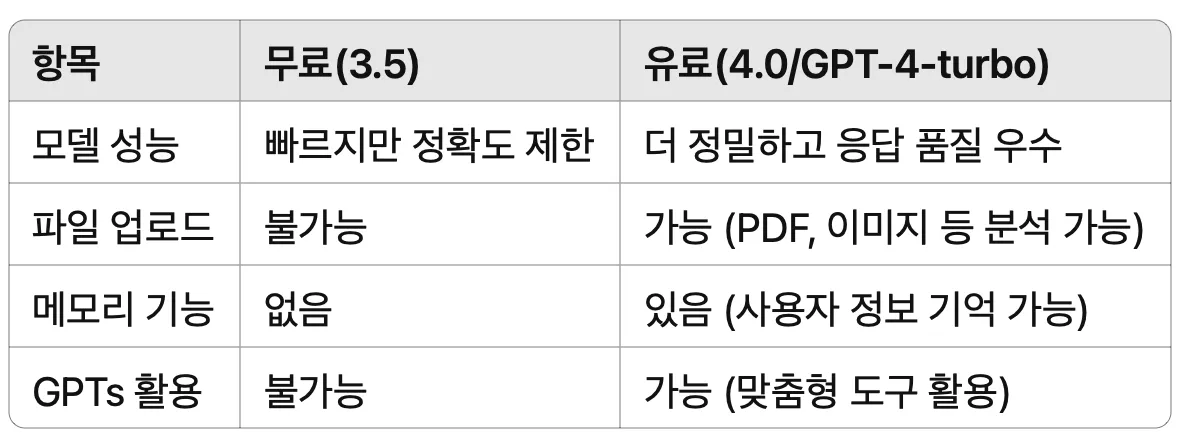 항목 무료(3.5) 유료(4.0/GPT-4-turbo)
모델 성능 빠르지만 정확도 제한 더 정밀하고 응답 품질 우수
파일 업로드 불가능 가능 (PDF, 이미지 등 분석 가능)
메모리 기능 없음 있음 (사용자 정보 기억 가능)
GPTs 활용 불가능 가능 (맞춤형 도구 활용)